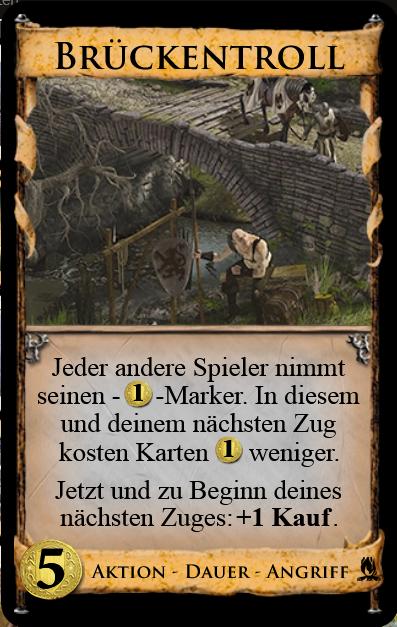 BRÜCKENTROLL
Jeder andere Spieler nimmt
seinen - 1 -Marker. In diesem
und deinem nächsten Zug
kosten Karten 1 weniger.
Jetzt und zu Beginn deines
nächsten Zuges: +1 Kauf.
5 AKTION - DAUER - ANGRIFF